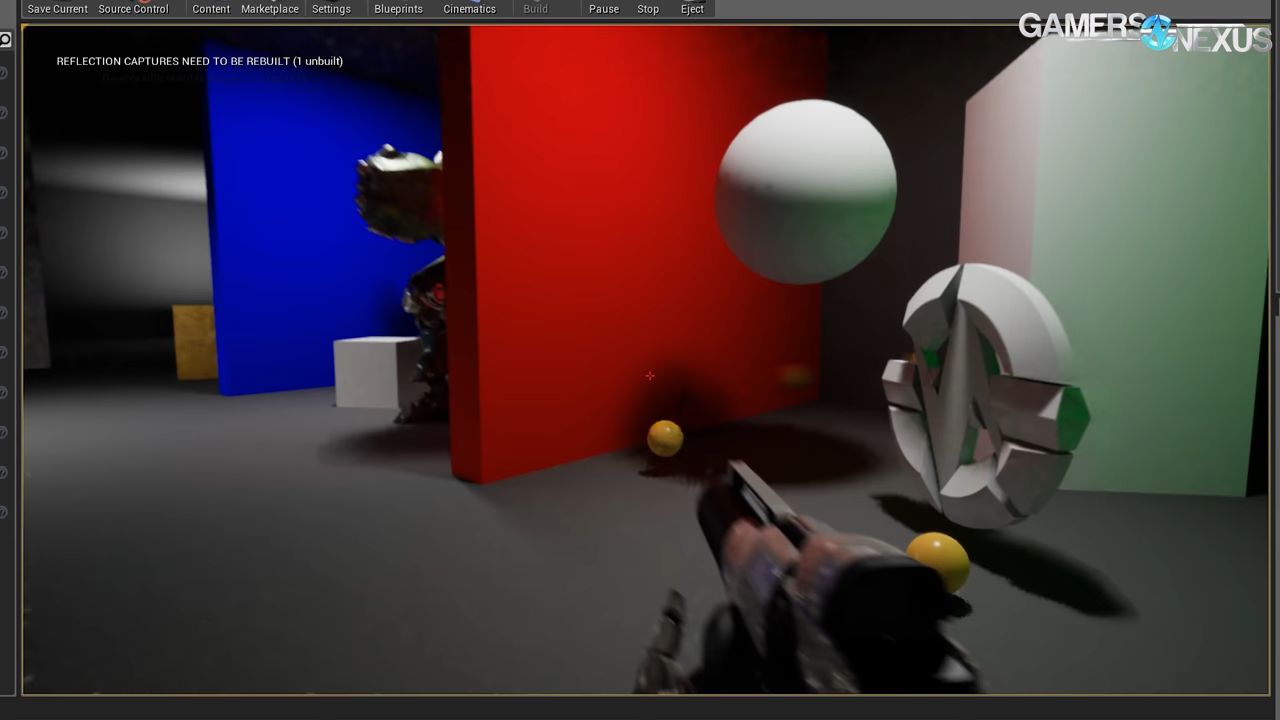 Save Current Source Control Content Marketplace Settings Blueprints Cinematics Build Pause Stop Eject
GAMERS NEXUS
REFLECTION CAPTURES NEED TO BE REBUILT (1 unbuilt)